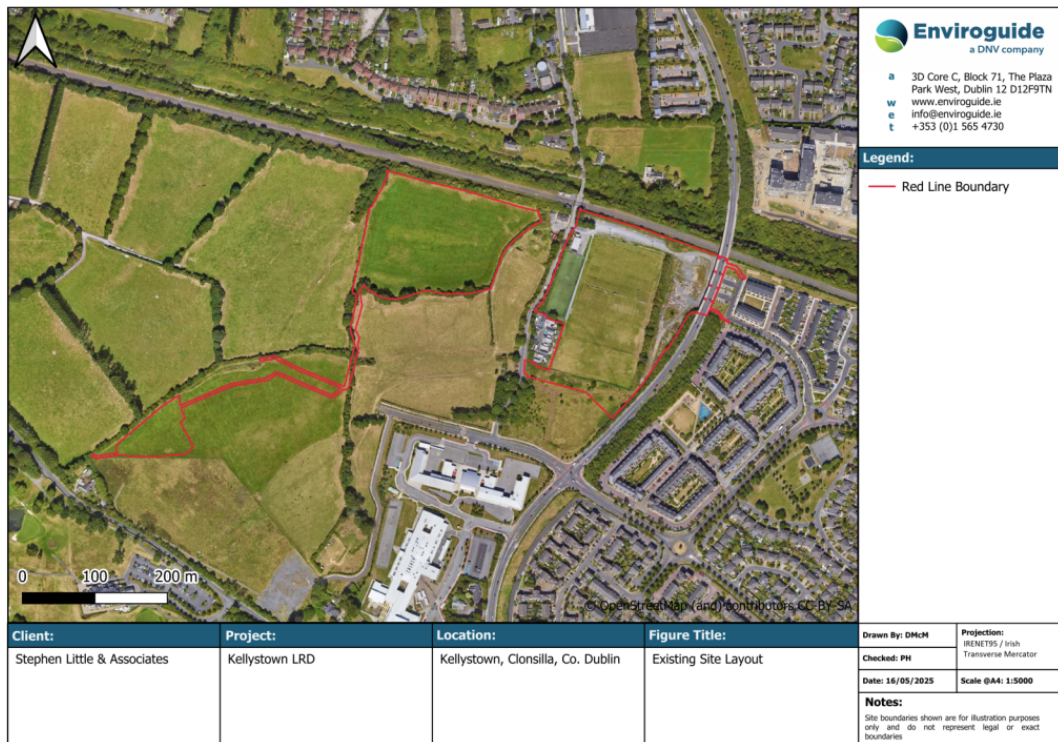 Enviroguide
a DNV company
a 3D Core C, Block 71, The Plaza
Park West, Dublin 12 D12F9TN
w www.enviroguide.ie
e info@enviroguide.ie
t +353 (0)1 565 4730
Legend:
Red Line Boundary
0 100 200 m
© OpenStreetMap (and) contributors CC-BY-SA
Client:
Stephen Little & Associates
Project:
Kellystown LRD
Location:
Kellystown, Clonsilla, Co. Dublin
Figure Title:
Existing Site Layout
Drawn By: DMcM
Checked: PH
Projection:
IRENET95 / Irish
Transverse Mercator
Date: 16/05/2025
Scale @A4: 1:5000
Notes:
Site boundaries shown are for illustration purposes
only and do not represent legal or exact
boundaries